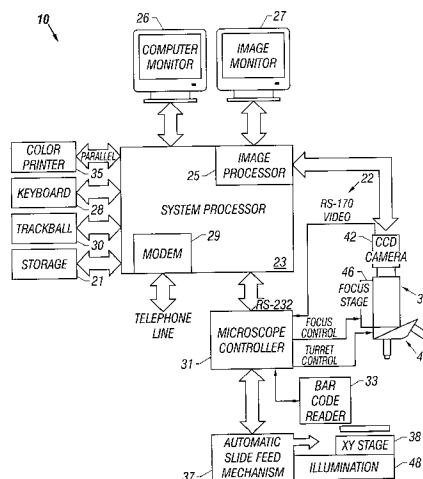 10
26
27
COMPUTER
MONITOR
IMAGE
MONITOR
COLOR
PRINTER
PARALLEL
35
KEYBOARD
28
TRACKBALL
30
STORAGE
21
25
IMAGE
PROCESSOR
SYSTEM PROCESSOR
29
MODEM
23
TELEPHONE
LINE
RS-232
22
RS-170
VIDEO
42
CCD
CAMERA
46
FOCUS
STAGE
3
4
MICROSCOPE
CONTROLLER
31
FOCUS
CONTROL
TURRET
CONTROL
BAR
CODE
READER
33
AUTOMATIC
SLIDE FEED
MECHANISM
37
XY STAGE
38
ILLUMINATION
48